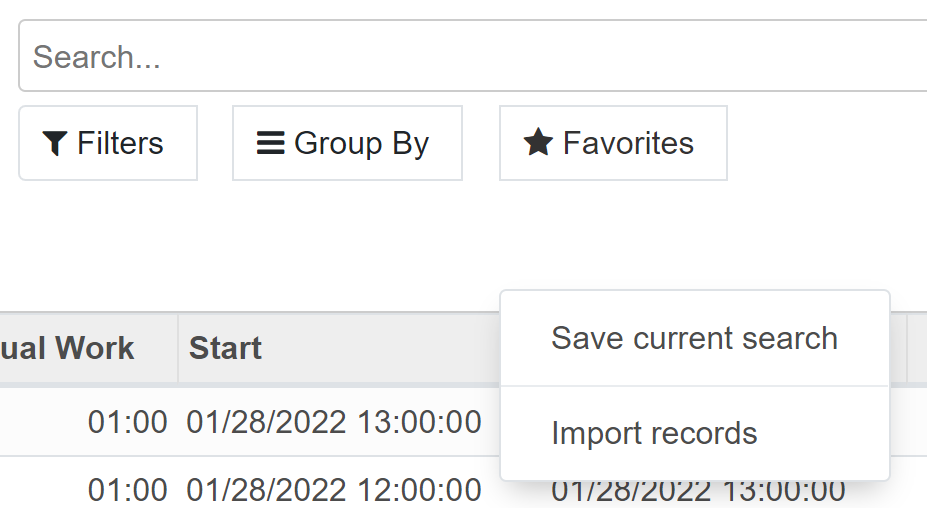 Search...
Filters Group By Favorites
ual Work Start Save current search
01:00 01/28/2022 13:00:00 Import records
01:00 01/28/2022 12:00:00 01/28/2022 13:00:00